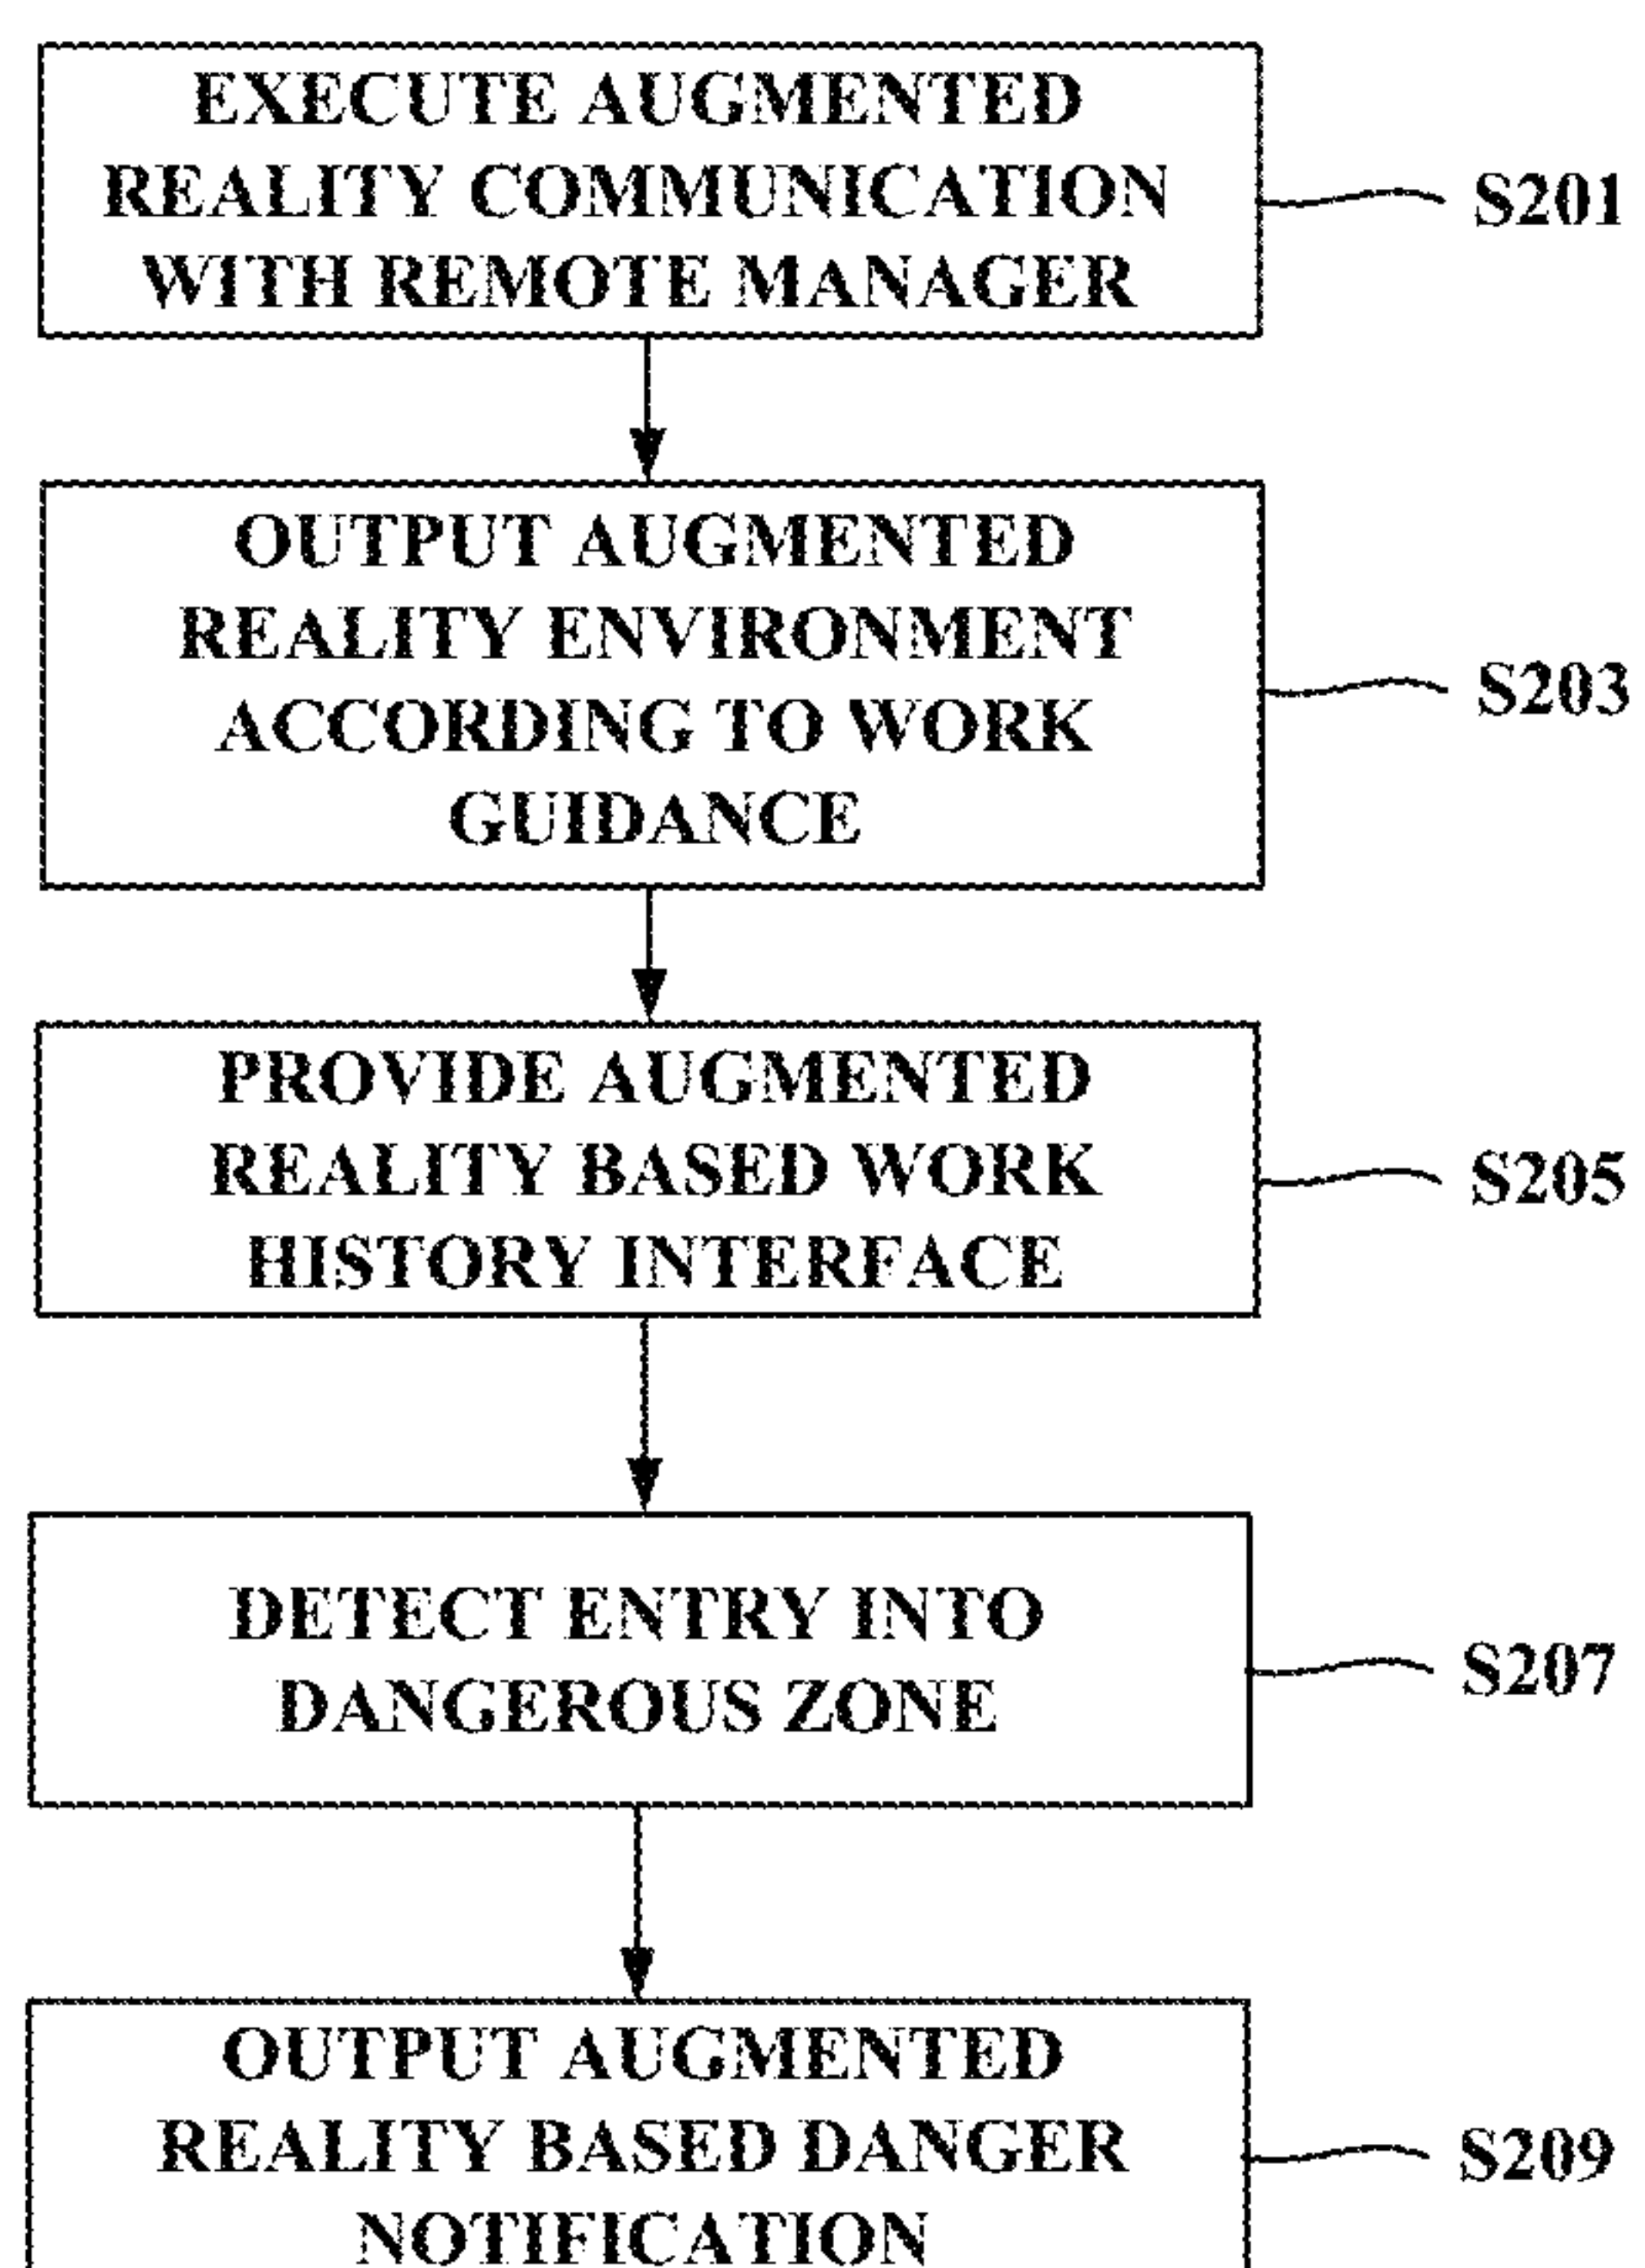 EXECUTE AUGMENTED
REALITY COMMUNICATION
WITH REMOTE MANAGER
S201
OUTPUT AUGMENTED
REALITY ENVIRONMENT
ACCORDING TO WORK
GUIDANCE
S203
PROVIDE AUGMENTED
REALITY BASED WORK
HISTORY INTERFACE
S205
DETECT ENTRY INTO
DANGEROUS ZONE
S207
OUTPUT AUGMENTED
REALITY BASED DANGER
NOTIFICATION
S209